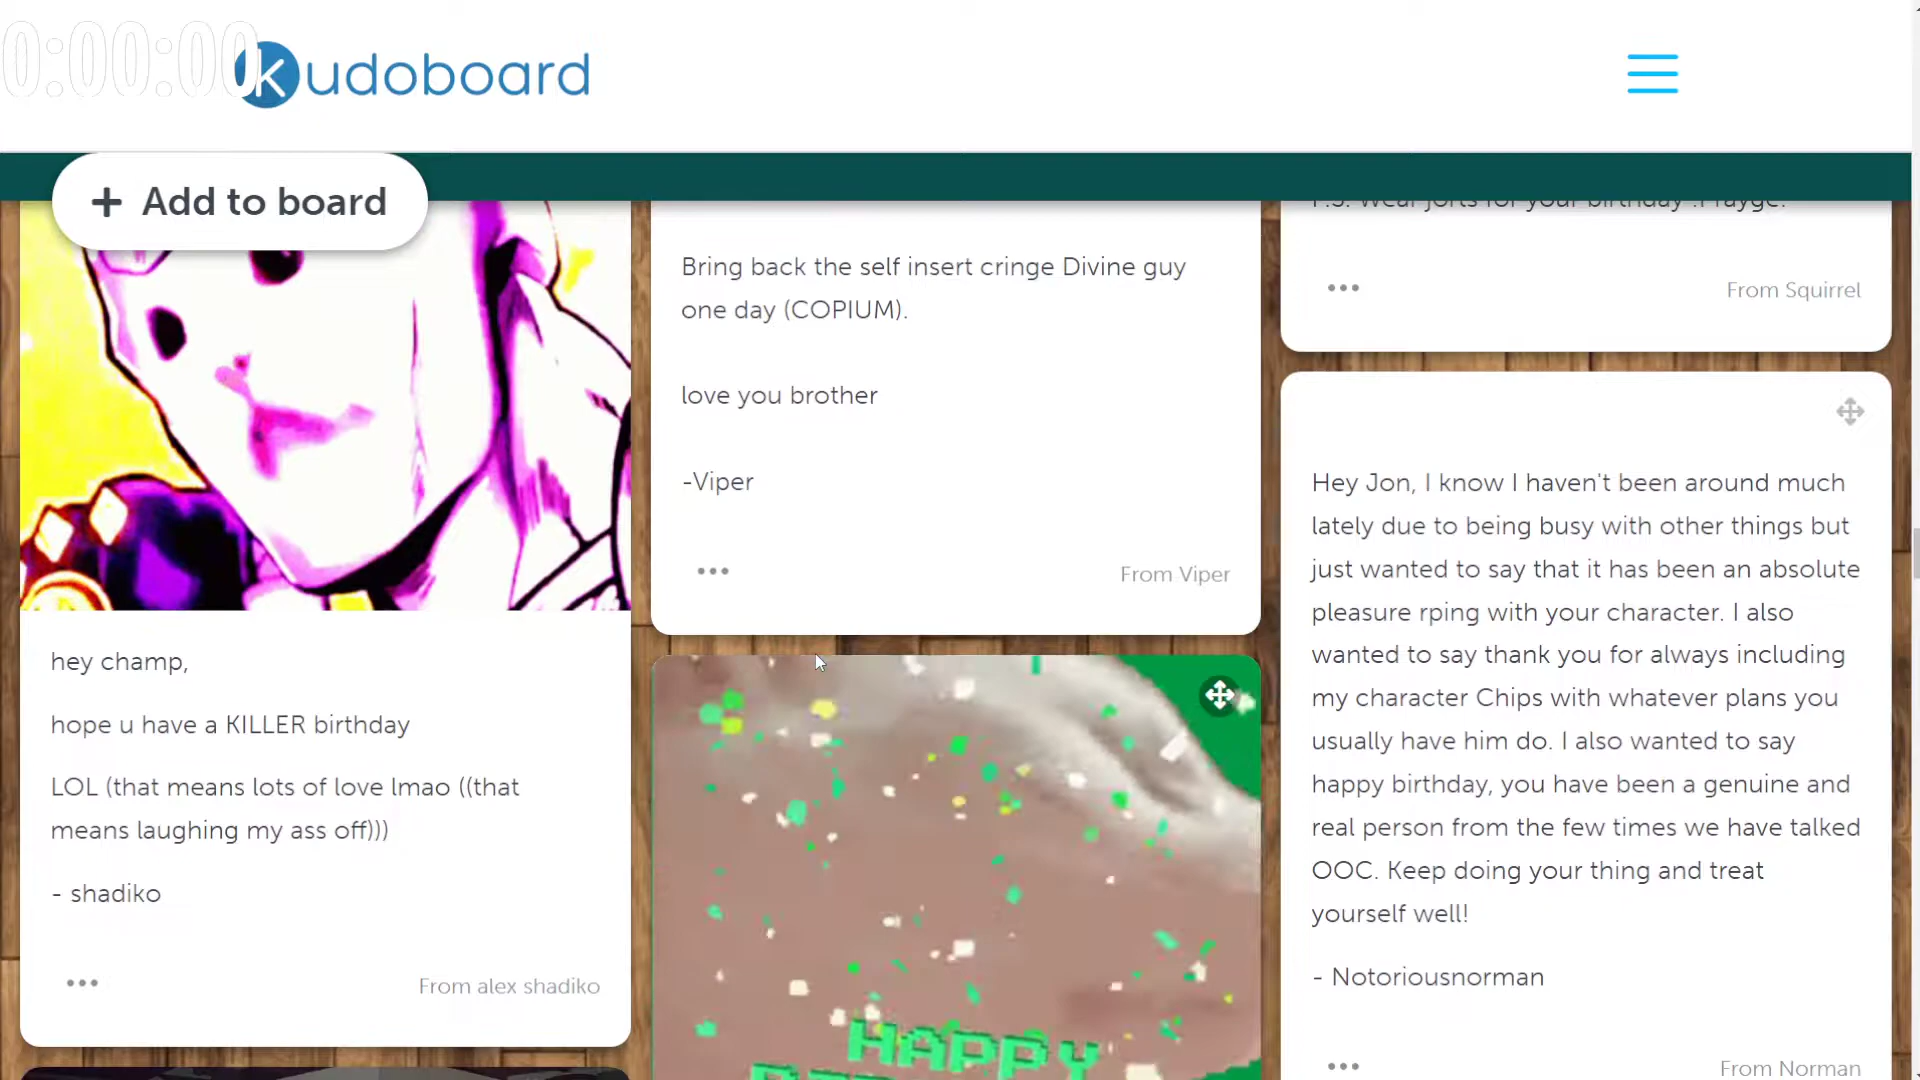 0:00:00
kudoboard
+ Add to board
hey champ,
hope u have a KILLER birthday
LOL (that means lots of love lmao ((that
means laughing my ass off)))
- shadiko
From alex shadiko
Bring back the self insert cringe Divine guy
one day (COPIUM).
love you brother
-Viper
From Viper
HAPPY
P.S. Wear jorts for your birthday :Prayge:
From Squirrel
Hey Jon, I know I haven't been around much
lately due to being busy with other things but
just wanted to say that it has been an absolute
pleasure rping with your character. I also
wanted to say thank you for always including
my character Chips with whatever plans you
usually have him do. I also wanted to say
happy birthday, you have been a genuine and
real person from the few times we have talked
OOC. Keep doing your thing and treat
yourself well!
- Notoriousnorman
From Norman